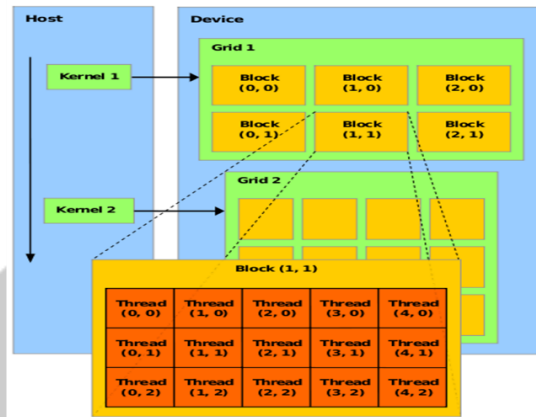 Host
Device
Grid 1
Kernel 1
Block
(0, 0)
Block
(1, 0)
Block
(2, 0)
Block
(0, 1)
Block
(1, 1)
Block
(2, 1)
Grid 2
Kernel 2
Block (1, 1)
Thread
(0, 0)
Thread
(1, 0)
Thread
(2, 0)
Thread
(3, 0)
Thread
(4, 0)
Thread
(0, 1)
Thread
(1, 1)
Thread
(2, 1)
Thread
(3, 1)
Thread
(4, 1)
Thread
(0, 2)
Thread
(1, 2)
Thread
(2, 2)
Thread
(3, 2)
Thread
(4, 2)